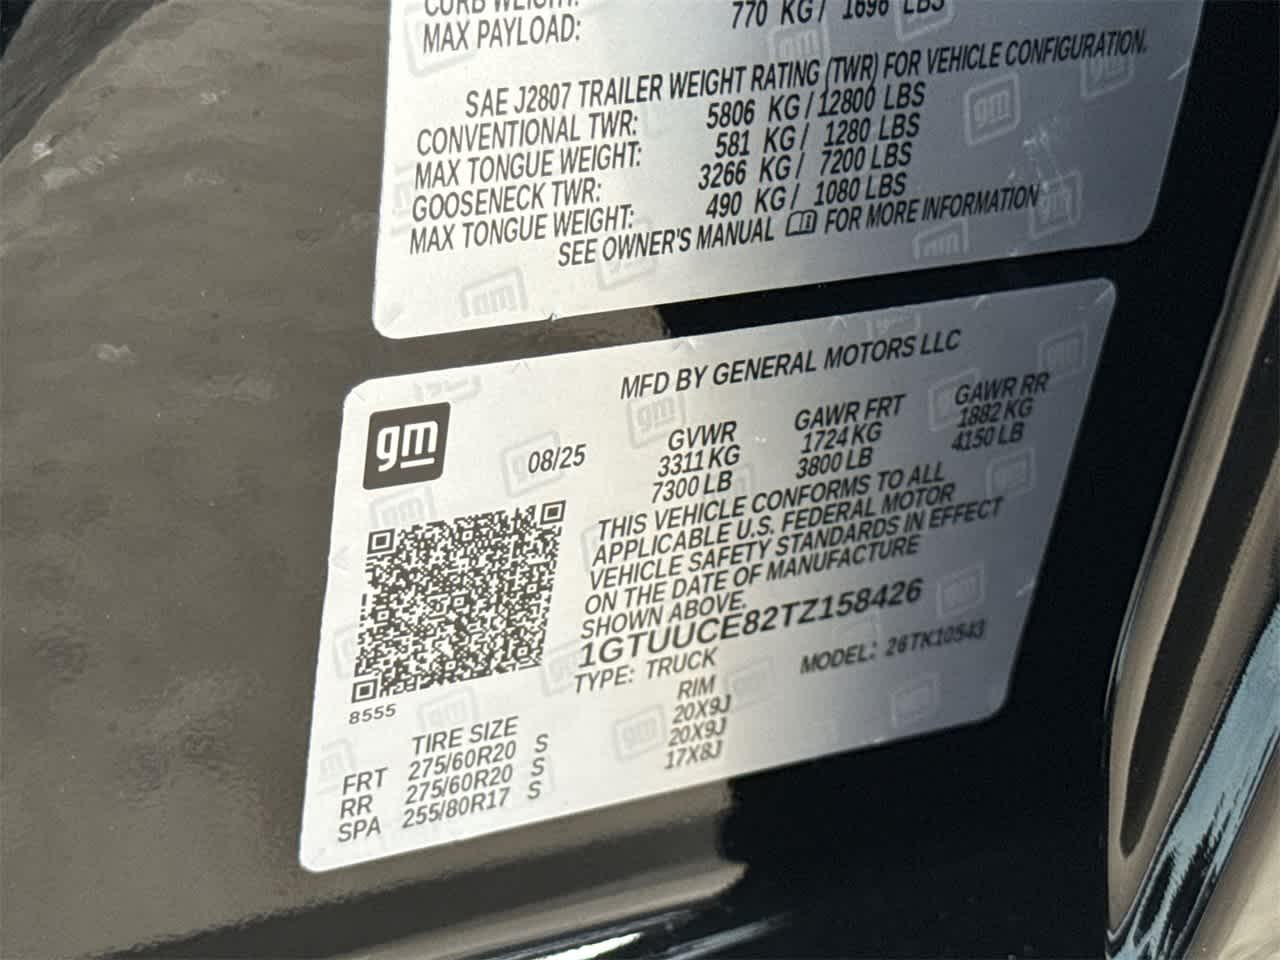 CURB WEIGHT:
MAX PAYLOAD: 770 KG/ 1696 LBS
SAE J2807 TRAILER WEIGHT RATING (TWR) FOR VEHICLE CONFIGURATION.
CONVENTIONAL TWR: 5806 KG/12800 LBS
MAX TONGUE WEIGHT: 581 KG/ 1280 LBS
GOOSENECK TWR: 3266 KG/ 7200 LBS
MAX TONGUE WEIGHT: 490 KG/ 1080 LBS
SEE OWNER'S MANUAL FOR MORE INFORMATION
MFD BY GENERAL MOTORS LLC
gm
08/25
GVWR GAWR FRT GAWR RR
3311 KG 1724 KG 1882 KG
7300 LB 3800 LB 4150 LB
THIS VEHICLE CONFORMS TO ALL
APPLICABLE U.S. FEDERAL MOTOR
VEHICLE SAFETY STANDARDS IN EFFECT
ON THE DATE OF MANUFACTURE
SHOWN ABOVE.
1GTUUCE82TZ158426
TYPE: TRUCK MODEL: 26TK10543
8555
TIRE SIZE RIM
FRT 275/60R20 S 20X9J
RR 275/60R20 S 20X9J
SPA 255/80R17 S 17X8J